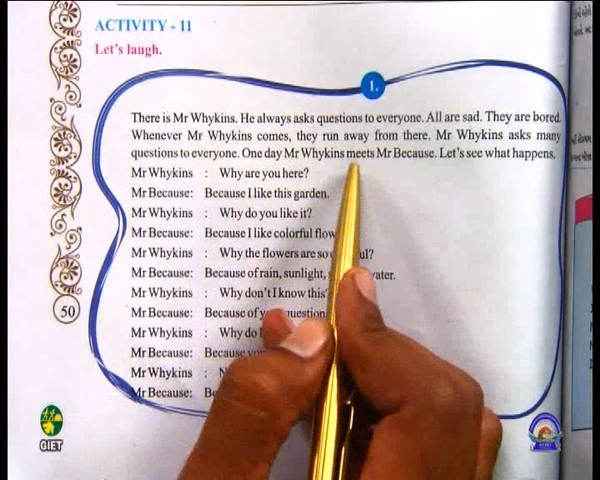 ACTIVITY - 11
Let's laugh.
1.
There is Mr Whykins. He always asks questions to everyone. All are sad. They are bored.
Whenever Mr Whykins comes, they run away from there. Mr Whykins asks many
questions to everyone. One day Mr Whykins meets Mr Because. Let's see what happens.
Mr Whykins : Why are you here?
Mr Because: Because I like this garden.
Mr Whykins : Why do you like it?
Mr Because: Because I like colorful
Mr Whykins : Why the flowers are so
Mr Because: Because of rain, sunlight,
Mr Whykins : Why don't I know this
Mr Because: Because of
Mr Whykins : Why do
Mr Because: Because
Mr Whykins :
Mr Because:
50
GIET